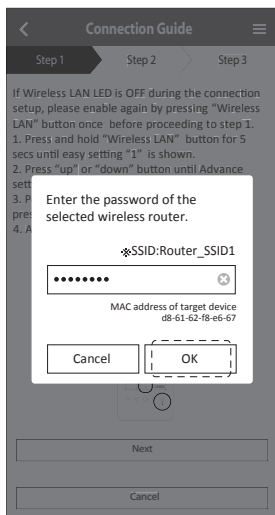 Connection Guide
Step 1 Step 2 Step 3
If Wireless LAN LED is OFF during the connection
setup, please enable again by pressing "Wireless
LAN" button once before proceeding to step 1.
1. Press and hold "Wireless LAN" button for 5
secs until easy setting "1" is shown.
2. Press "up" or "down" button until Advance
3. P
4. A
Enter the password of the
selected wireless router.
※SSID:Router_SSID1
••••••••
MAC address of target device
d8-61-62-f8-e6-67
Cancel OK
Next
Cancel